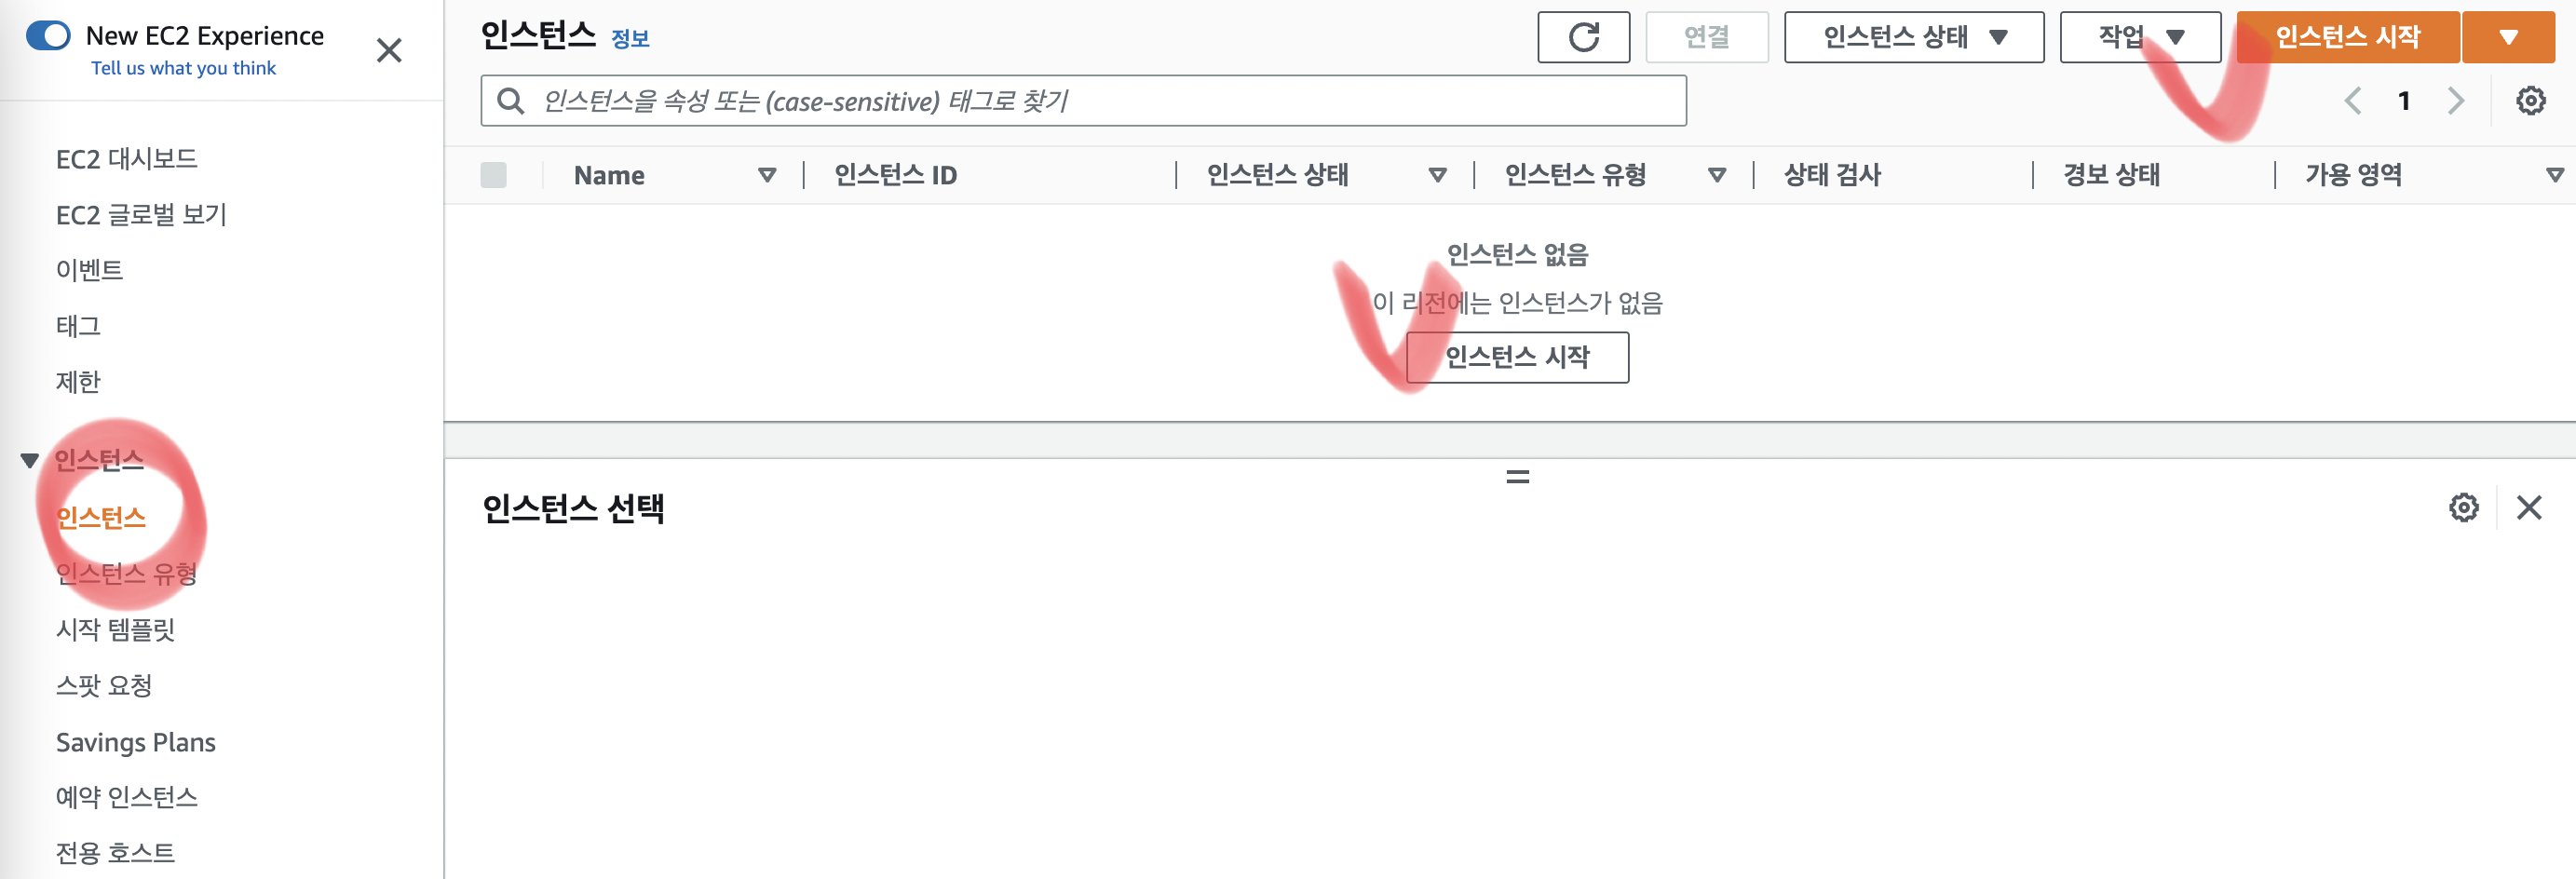 New EC2 Experience
Tell us what you think
EC2 대시보드
EC2 글로벌 보기
이벤트
태그
제한
인스턴스
인스턴스
인스턴스 유형
시작 템플릿
스팟 요청
Savings Plans
예약 인스턴스
전용 호스트
인스턴스 정보
연결
인스턴스 상태
작업
인스턴스 시작
인스턴스을 속성 또는 (case-sensitive) 태그로 찾기
1
Name 인스턴스 ID 인스턴스 상태 인스턴스 유형 상태 검사 경보 상태 가용 영역
인스턴스 없음
이 리전에는 인스턴스가 없음
인스턴스 시작
인스턴스 선택